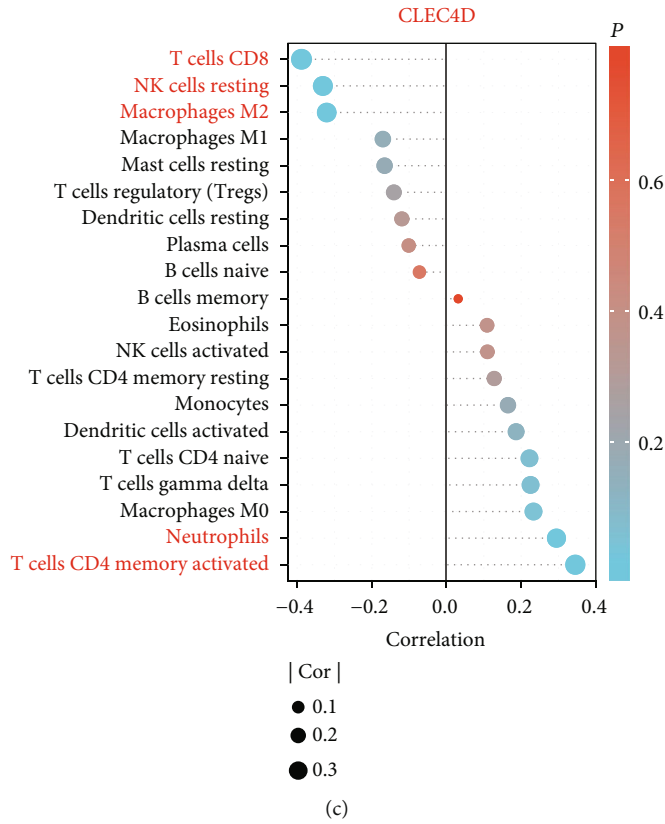 CLEC4D
P
T cells CD8
NK cells resting
Macrophages M2
Macrophages M1
Mast cells resting
T cells regulatory (Tregs)
Dendritic cells resting
Plasma cells
B cells naive
B cells memory
Eosinophils
NK cells activated
T cells CD4 memory resting
Monocytes
Dendritic cells activated
T cells CD4 naive
T cells gamma delta
Macrophages M0
Neutrophils
T cells CD4 memory activated
0.6
0.4
0.2
−0.4 −0.2 0.0 0.2 0.4
Correlation
| Cor |
0.1
0.2
0.3
(c)